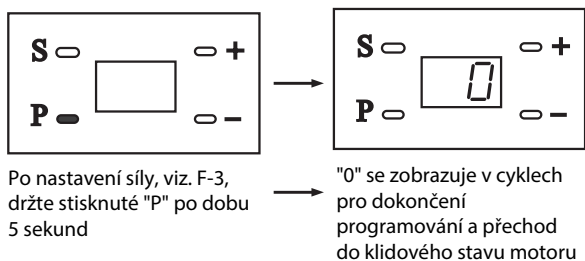 S +
P −
S +
0
P −
Po nastavení síly, viz. F-3,
držte stisknuté "P" po dobu
5 sekund
"0" se zobrazuje v cyklech
pro dokončení
programování a přechod
do klidového stavu motoru